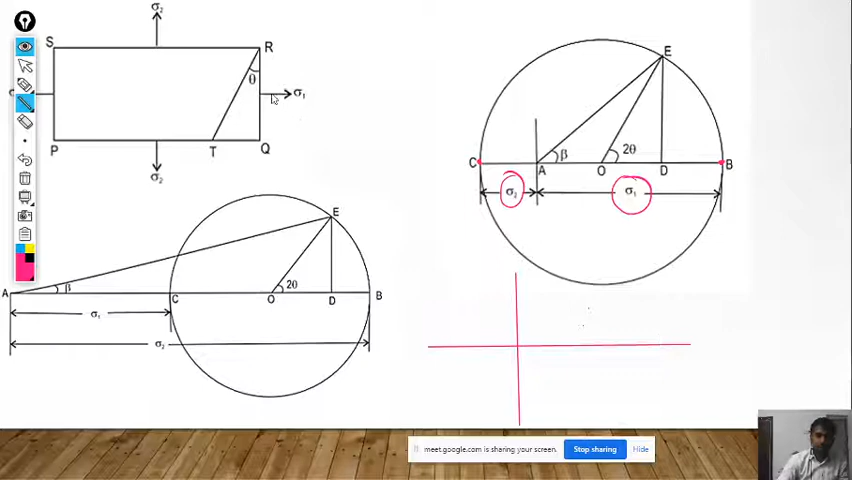 σ₂
S
R
θ
σ₁
P
T
Q
σ₂
E
β
2θ
C
A
O
D
B
σ₂
σ₁
E
A
β
2θ
C
O
D
B
σ₁
σ₂
meet.google.com is sharing your screen.
Stop sharing
Hide